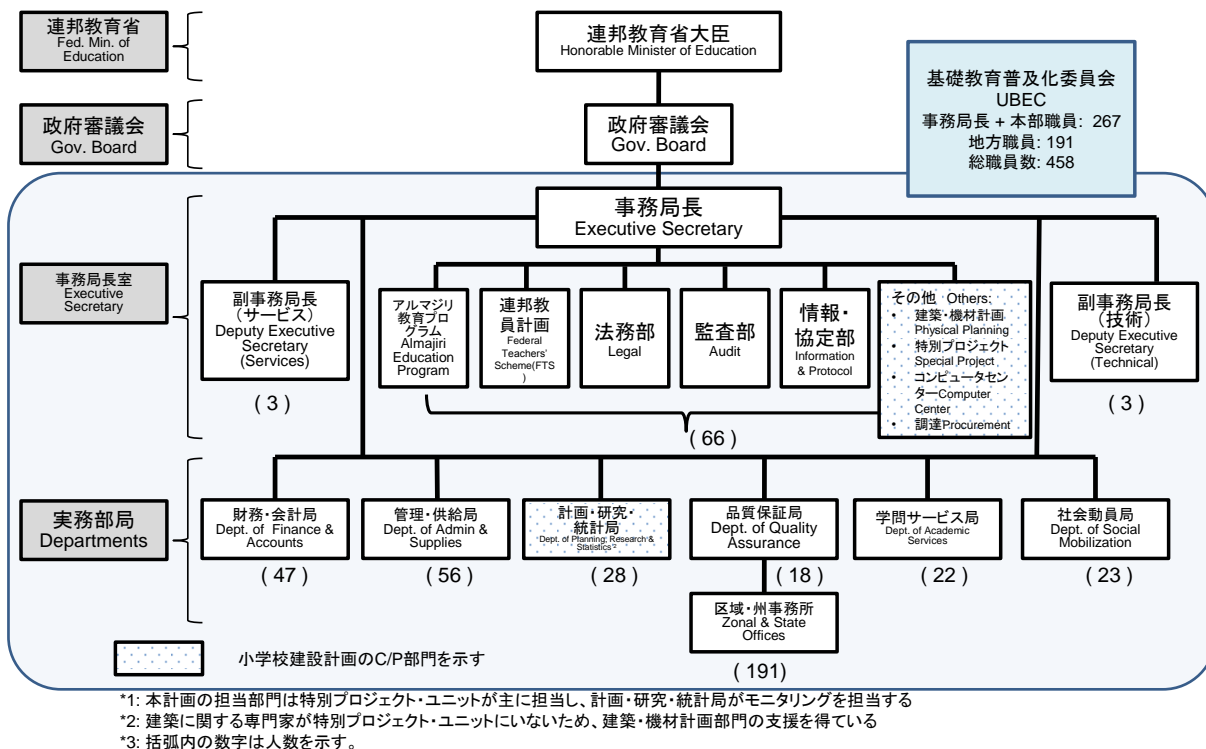 連邦教育省
Fed. Min. of
Education
連邦教育省大臣
Honorable Minister of Education
基礎教育普及化委員会
UBEC
事務局長 + 本部職員: 267
地方職員: 191
総職員数: 458
政府審議会
Gov. Board
政府審議会
Gov. Board
事務局長
Executive Secretary
事務局長室
Executive
Secretary
副事務局長
(サービス)
Deputy Executive
Secretary
(Services)
( 3 )
アルマジリ
教育プログ
ラム
Almajiri
Education
Program
連邦教
員計画
Federal
Teachers'
Scheme(FTS
)
法務部
Legal
監査部
Audit
情報・
協定部
Information
& Protocol
その他 Others:
• 建築・機材計画
Physical Planning
• 特別プロジェクト
Special Project
• コンピュータセン
ターComputer
Center
• 調達Procurement
( 66 )
副事務局長
(技術)
Deputy Executive
Secretary
(Technical)
( 3 )
実務部局
Departments
財務・会計局
Dept. of Finance &
Accounts
( 47 )
管理・供給局
Dept. of Admin &
Supplies
( 56 )
計画・研究・
統計局
Dept. of Planning, Research &
Statistics*2
( 28 )
品質保証局
Dept. of Quality
Assurance
( 18 )
学問サービス局
Dept. of Academic
Services
( 22 )
社会動員局
Dept. of Social
Mobilization
( 23 )
区域・州事務所
Zonal & State
Offices
(191)
小学校建設計画のC/P部門を示す
*1: 本計画の担当部門は特別プロジェクト・ユニットが主に担当し、計画・研究・統計局がモニタリングを担当する
*2: 建築に関する専門家が特別プロジェクト・ユニットにいないため、建築・機材計画部門の支援を得ている
*3: 括弧内の数字は人数を示す。